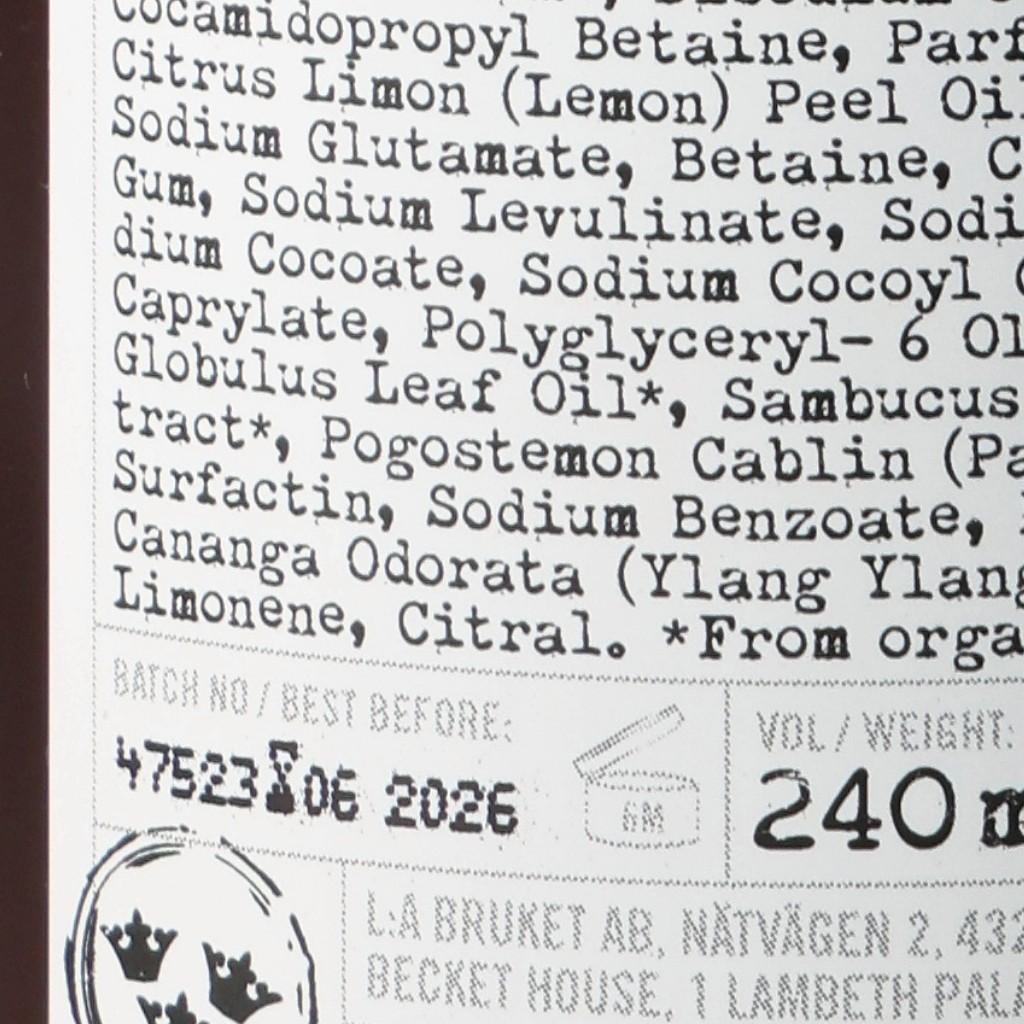 Cocamidopropyl Betaine, Parf
Citrus Limon (Lemon) Peel Oil
Sodium Glutamate, Betaine, C
Gum, Sodium Levulinate, Sodi
dium Cocoate, Sodium Cocoyl
Caprylate, Polyglyceryl- 6 Ol
Globulus Leaf Oil*, Sambucus
tract*, Pogostemon Cablin (Pa
Surfactin, Sodium Benzoate,
Cananga Odorata (Ylang Ylang
Limonene, Citral. *From orga
BATCH NO / BEST BEFORE:
47523 06 2026
6M
VOL / WEIGHT:
240 m
L:A BRUKET AB, NÄTVÄGEN 2, 432
BECKET HOUSE, 1 LAMBETH PALA